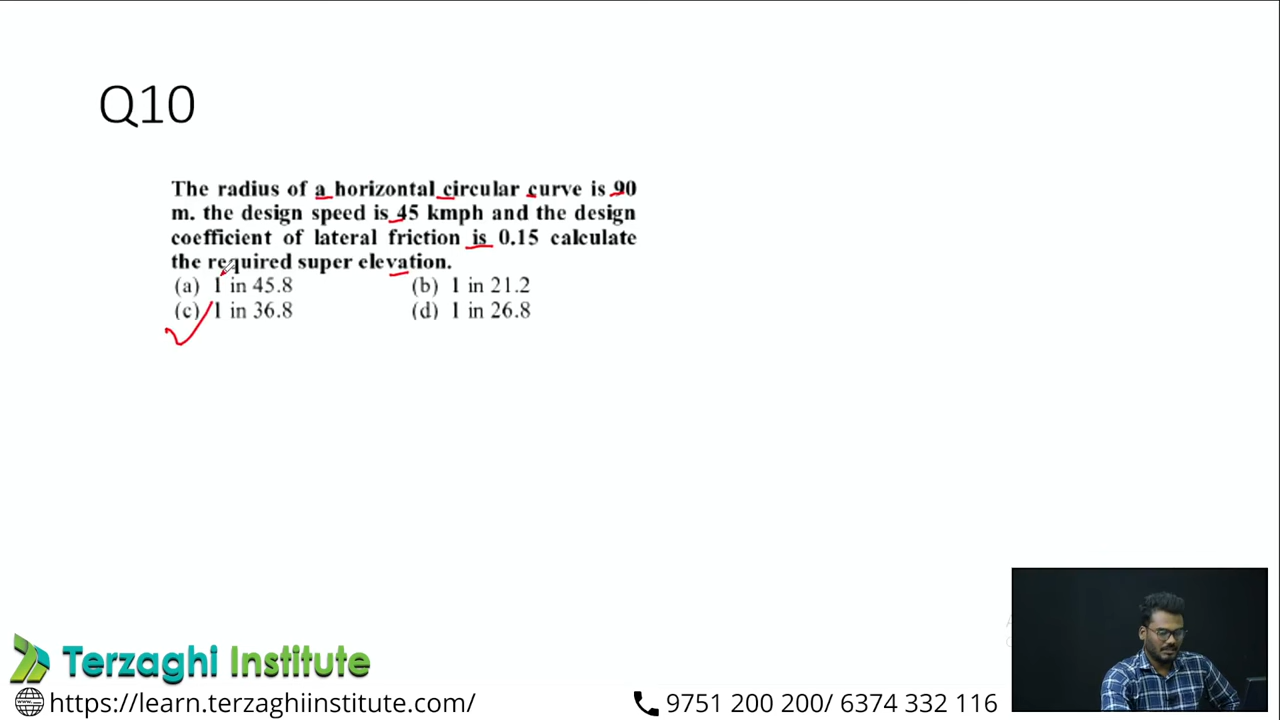 Q10
The radius of a horizontal circular curve is 90
m. the design speed is 45 kmph and the design
coefficient of lateral friction is 0.15 calculate
the required super elevation.
(a) 1 in 45.8 (b) 1 in 21.2
(c) 1 in 36.8 (d) 1 in 26.8
Terzaghi Institute
https://learn.terzaghiinstitute.com/ 9751 200 200/ 6374 332 116